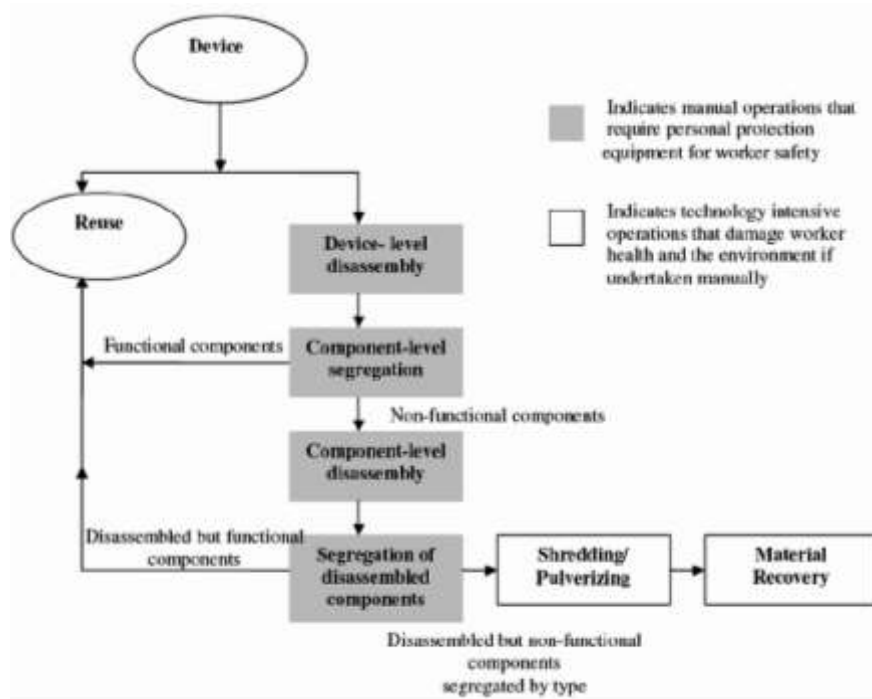 Device
Indicates manual operations that
require personal protection
equipment for worker safety
Reuse
Indicates technology intensive
operations that damage worker
health and the environment if
undertaken manually
Device- level
disassembly
Functional components
Component-level
segregation
Non-functional components
Component-level
disassembly
Disassembled but functional
components
Segregation of
disassembled
components
Shredding/
Pulverizing
Material
Recovery
Disassembled but non-functional
components
segregated by type